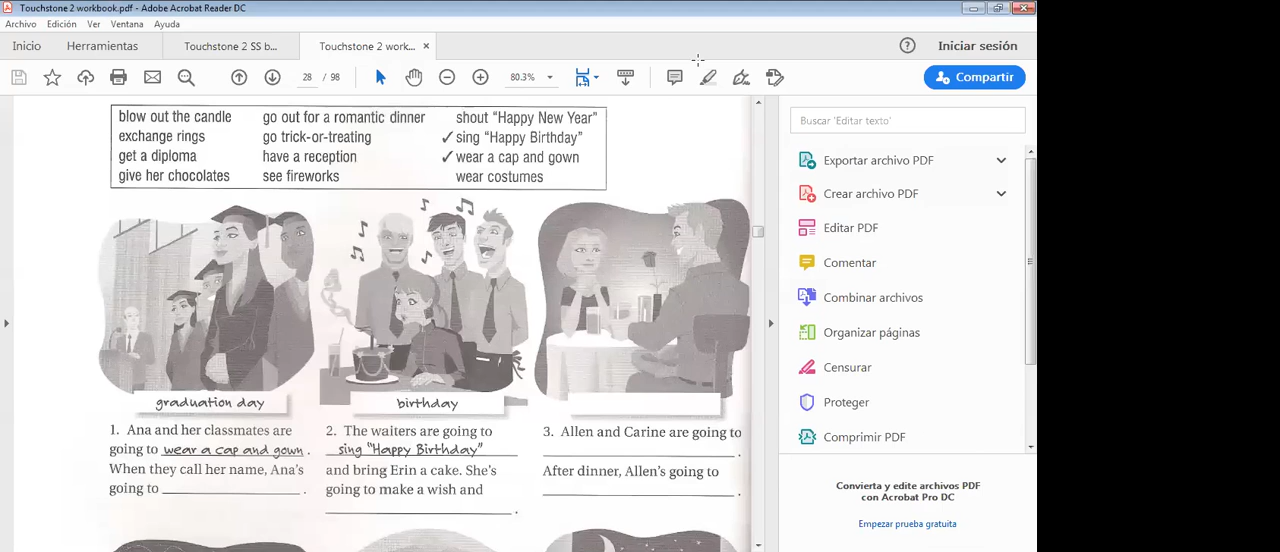 Touchstone 2 workbook.pdf - Adobe Acrobat Reader DC
Archivo Edición Ver Ventana Ayuda
Inicio Herramientas Touchstone 2 SS b... Touchstone 2 work... × Iniciar sesión
28 / 98 80.3% Compartir
blow out the candle go out for a romantic dinner shout “Happy New Year”
exchange rings go trick-or-treating ✓ sing “Happy Birthday”
get a diploma have a reception ✓ wear a cap and gown
give her chocolates see fireworks wear costumes
graduation day birthday
1. Ana and her classmates are
going to wear a cap and gown .
When they call her name, Ana’s
going to ____________ .
2. The waiters are going to
sing “Happy Birthday”
and bring Erin a cake. She’s
going to make a wish and
____________ .
3. Allen and Carine are going to
____________ .
After dinner, Allen’s going to
____________ .
Buscar 'Editar texto'
Exportar archivo PDF
Crear archivo PDF
Editar PDF
Comentar
Combinar archivos
Organizar páginas
Censurar
Proteger
Comprimir PDF
Convierta y edite archivos PDF
con Acrobat Pro DC
Empezar prueba gratuita